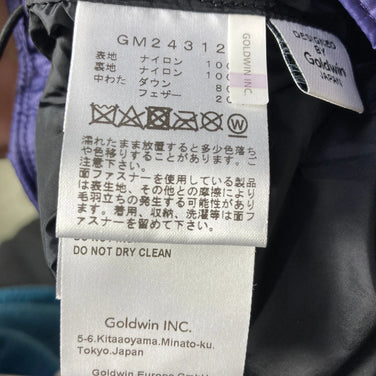 GM24312
GOLDWIN INC.
DESIGNED
BY
Goldwin
JAPAN
表地 ナイロン 10
表地 ナイロン 10
中わた ダウン 8
フェザー 2
W
濡れたまま放置すると多少色落ち
や色移りすることがあります。ご
注意下さい。
面ファスナーを使用している製品
は表生地、その他との摩擦により
毛羽立ちの発生する可能性があり
ます。着用、収納、洗濯等は面フ
ァスナーを留めて下さい。
DO NOT DRY CLEAN
Goldwin INC.
5-6.Kitaaoyama.Minato-ku.
Tokyo.Japan
Goldwin Europe GmbH